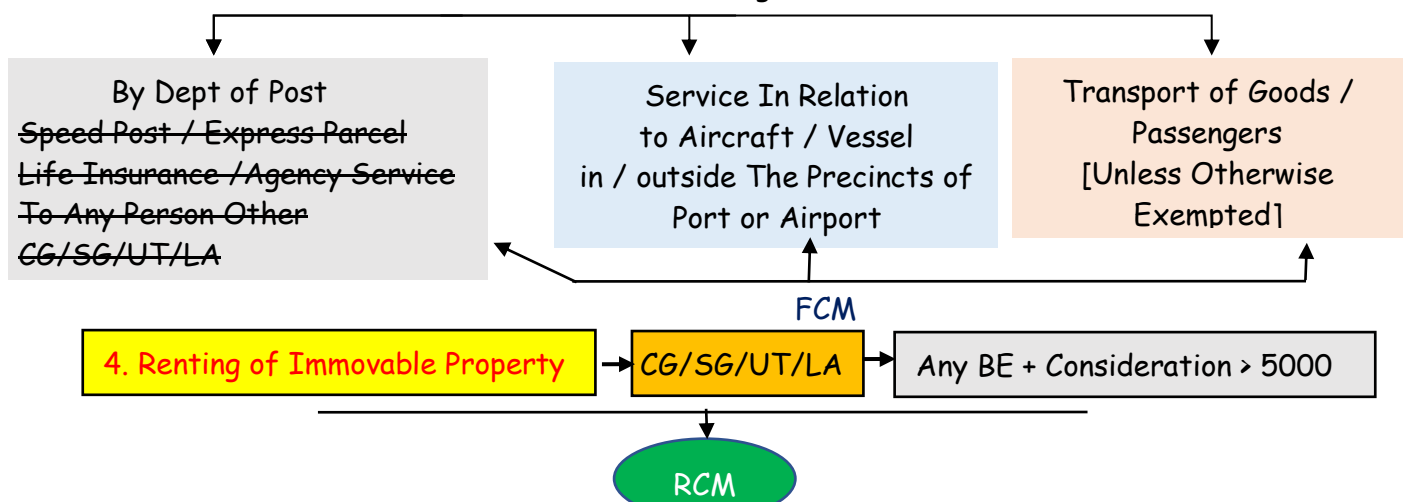 By Dept of Post
Speed Post / Express Parcel
Life Insurance /Agency Service
To Any Person Other
CG/SG/UT/LA
Service In Relation
to Aircraft / Vessel
in / outside The Precincts of
Port or Airport
Transport of Goods /
Passengers
[Unless Otherwise
Exempted]
FCM
4. Renting of Immovable Property
CG/SG/UT/LA
Any BE + Consideration > 5000
RCM